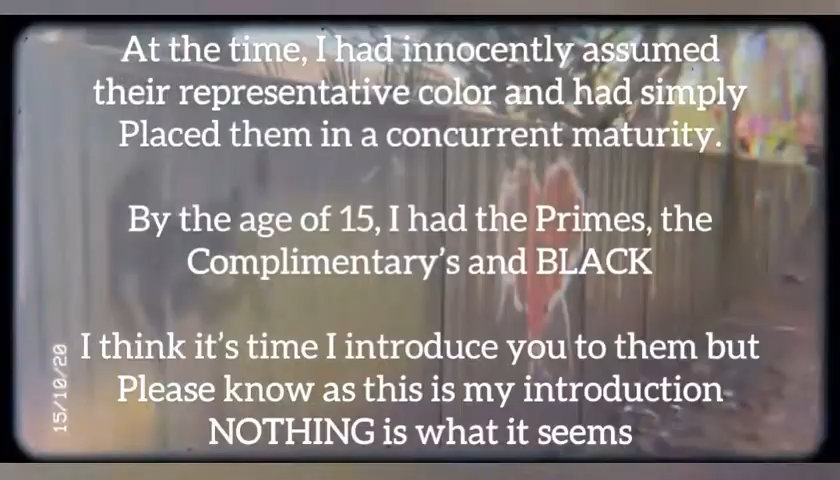 At the time, I had innocently assumed
their representative color and had simply
Placed them in a concurrent maturity.
By the age of 15, I had the Primes, the
Complimentary's and BLACK
I think it's time I introduce you to them but
Please know as this is my introduction
NOTHING is what it seems
15/10/20